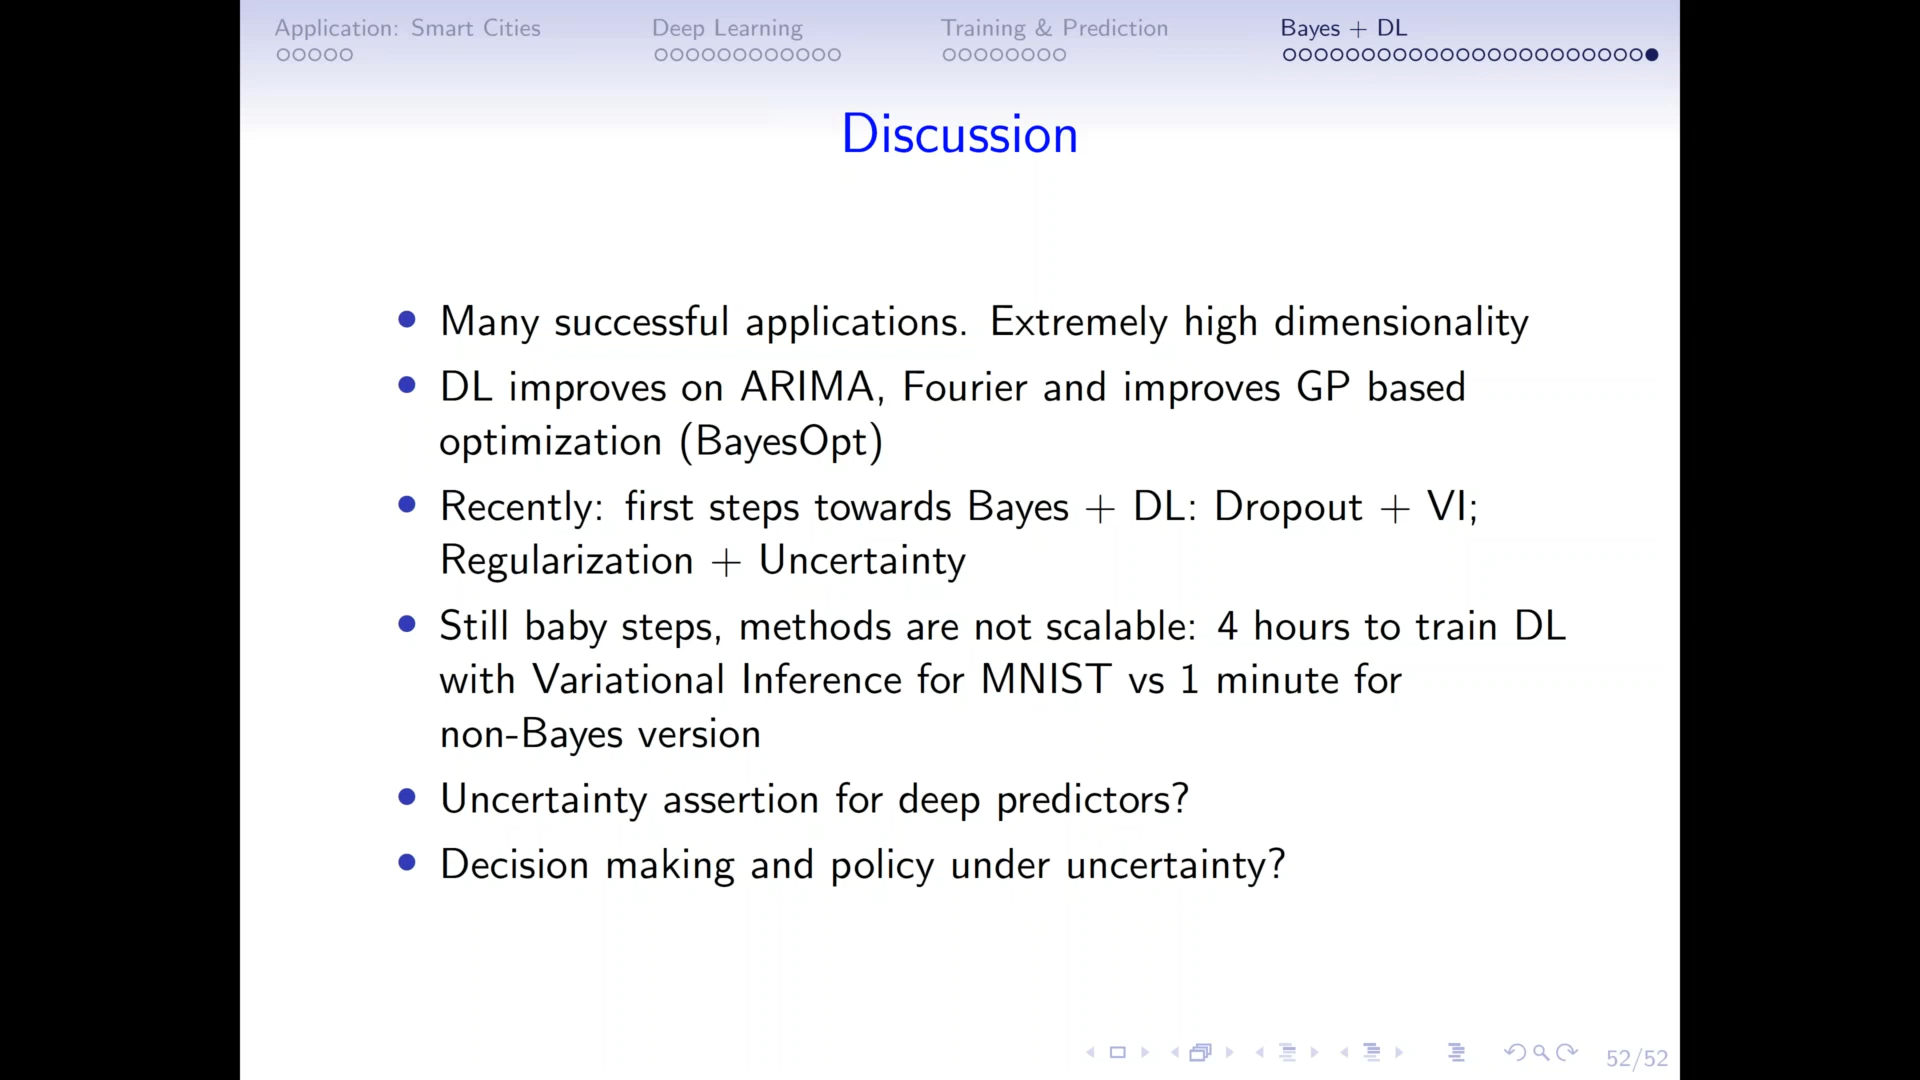 Application: Smart Cities
Deep Learning
Training & Prediction
Bayes + DL
Discussion
Many successful applications. Extremely high dimensionality
DL improves on ARIMA, Fourier and improves GP based
optimization (BayesOpt)
Recently: first steps towards Bayes + DL: Dropout + VI;
Regularization + Uncertainty
Still baby steps, methods are not scalable: 4 hours to train DL
with Variational Inference for MNIST vs 1 minute for
non-Bayes version
Uncertainty assertion for deep predictors?
Decision making and policy under uncertainty?
52/52